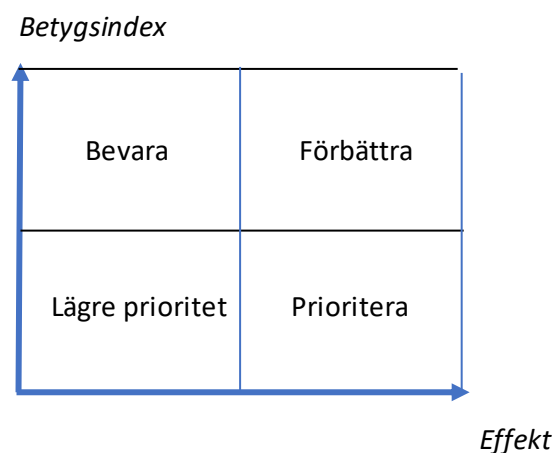 Betygsindex
Bevara
Förbättra
Lägre prioritet
Prioritera
Effekt